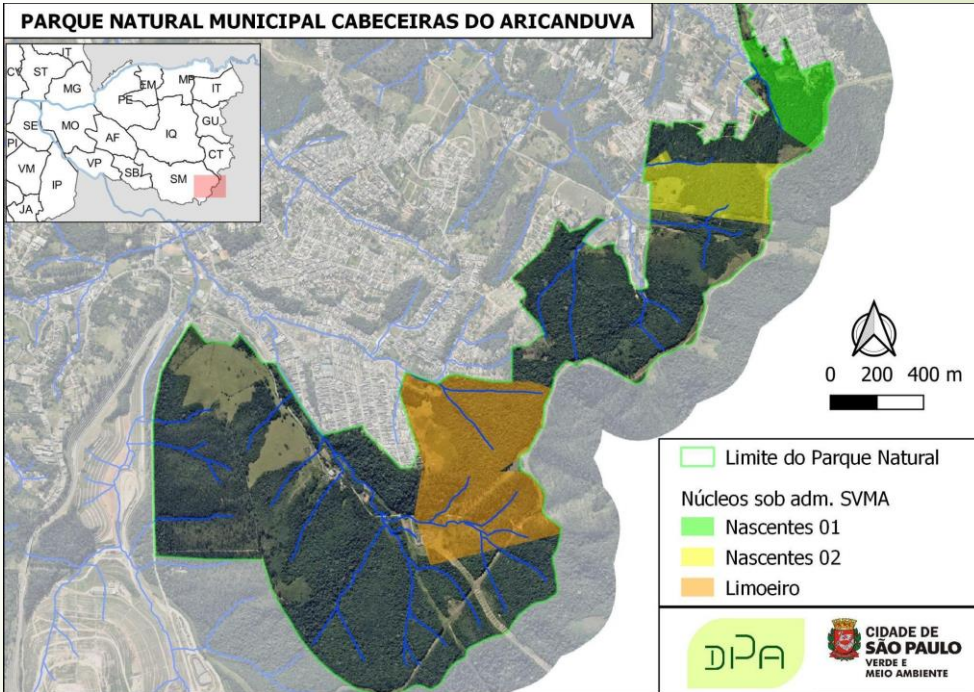 PARQUE NATURAL MUNICIPAL CABECEIRAS DO ARICANDUVA
IT
CV
ST
MG
EM
MP
IT
PE
SE
MO
AF
IQ
GU
PI
CT
VM
IP
VP
SB
SM
JA
0 200 400 m
Limite do Parque Natural
Núcleos sob adm. SVMA
Nascentes 01
Nascentes 02
Limoeiro
DPA
CIDADE DE
SÃO PAULO
VERDE E
MEIO AMBIENTE